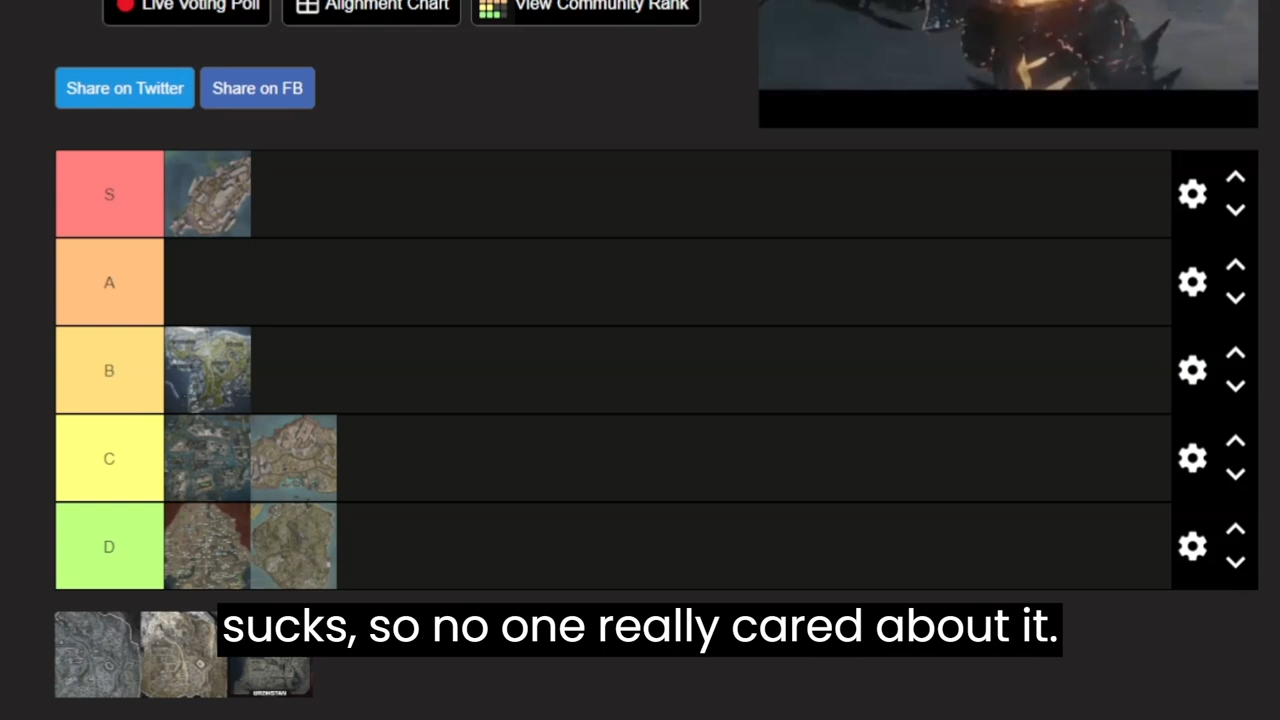 Live Voting Poll
Alignment Chart
View Community Rank
Share on Twitter
Share on FB
S
A
B
C
D
sucks, so no one really cared about it.
URZIKSTAN